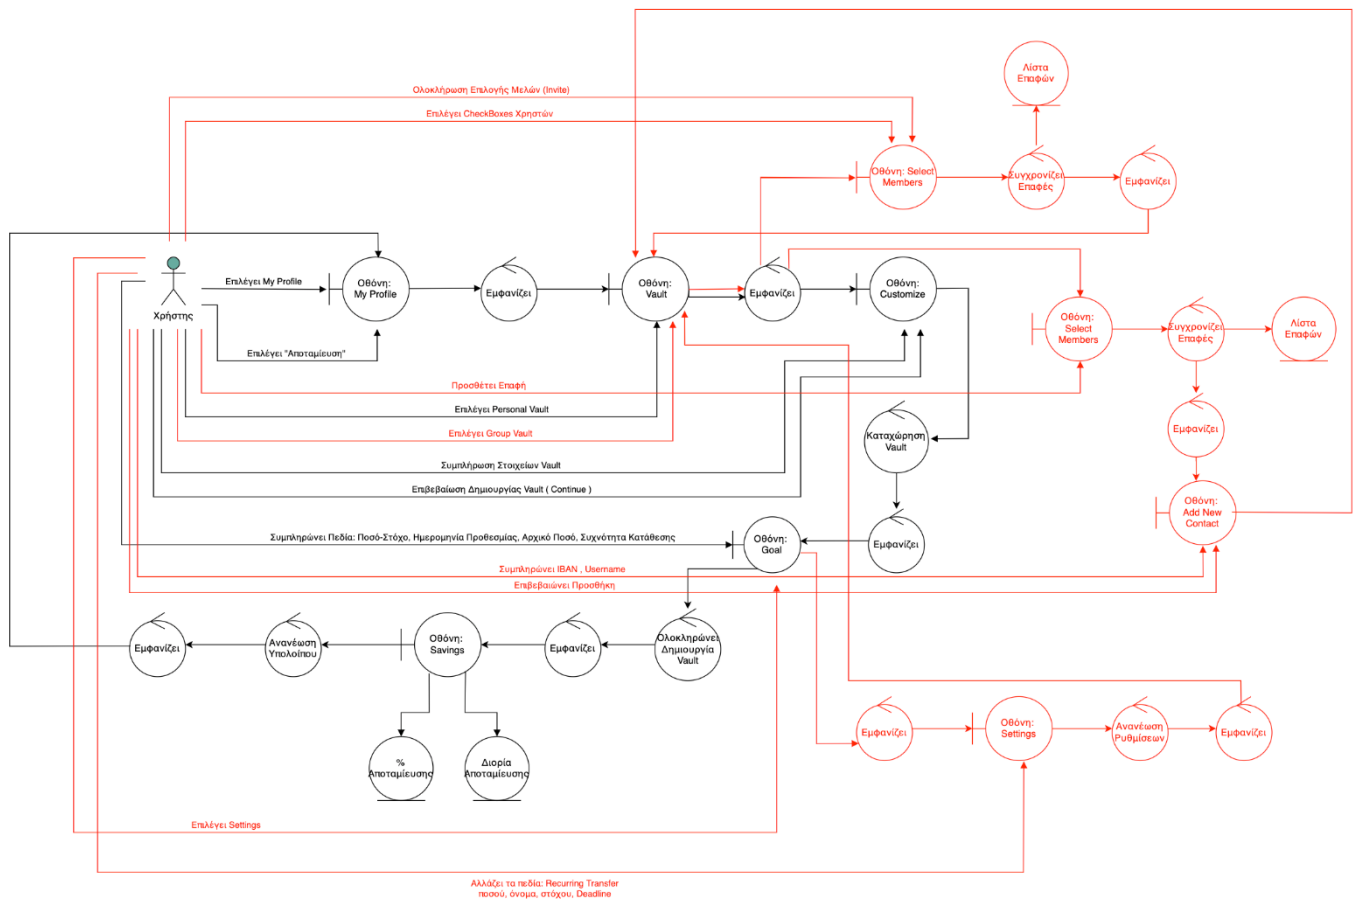 Λίστα
Επαφών
Ολοκλήρωση Επιλογής Μελών (Invite)
Επιλέγει CheckBoxes Χρηστών
Οθόνη: Select
Members
Συγχρονίζει
Επαφές
Εμφανίζει
Χρήστης
Επιλέγει My Profile
Οθόνη:
My Profile
Εμφανίζει
Οθόνη:
Vault
Εμφανίζει
Οθόνη:
Customize
Οθόνη:
Select
Members
Συγχρονίζει
Επαφές
Λίστα
Επαφών
Επιλέγει "Αποταμίευση"
Προσθέτει Επαφή
Επιλέγει Personal Vault
Επιλέγει Group Vault
Καταχώρηση
Vault
Εμφανίζει
Συμπλήρωση Στοιχείων Vault
Επιβεβαίωση Δημιουργίας Vault ( Continue )
Οθόνη:
Add New
Contact
Συμπληρώνει Πεδία: Ποσό-Στόχο, Ημερομηνία Προθεσμίας, Αρχικό Ποσό, Συχνότητα Κατάθεσης
Οθόνη:
Goal
Εμφανίζει
Συμπληρώνει IBAN , Username
Επιβεβαιώνει Προσθήκη
Εμφανίζει
Ανανέωση
Υπολοίπου
Οθόνη:
Savings
Εμφανίζει
Ολοκληρώνει
Δημιουργία
Vault
Εμφανίζει
Οθόνη:
Settings
Ανανέωση
Ρυθμίσεων
Εμφανίζει
%
Αποταμίευσης
Διορία
Αποταμίευσης
Επιλέγει Settings
Αλλάζει τα πεδία: Recurring Transfer
ποσού, όνομα, στόχου, Deadline